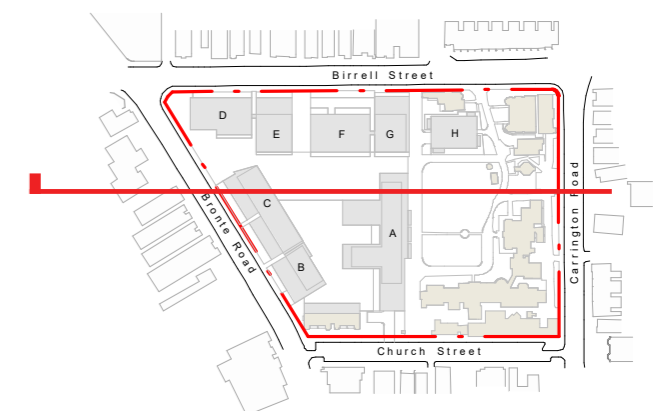 Birrell Street
D
E
F
G
H
C
A
B
Bronte Road
Carrington Road
Church Street